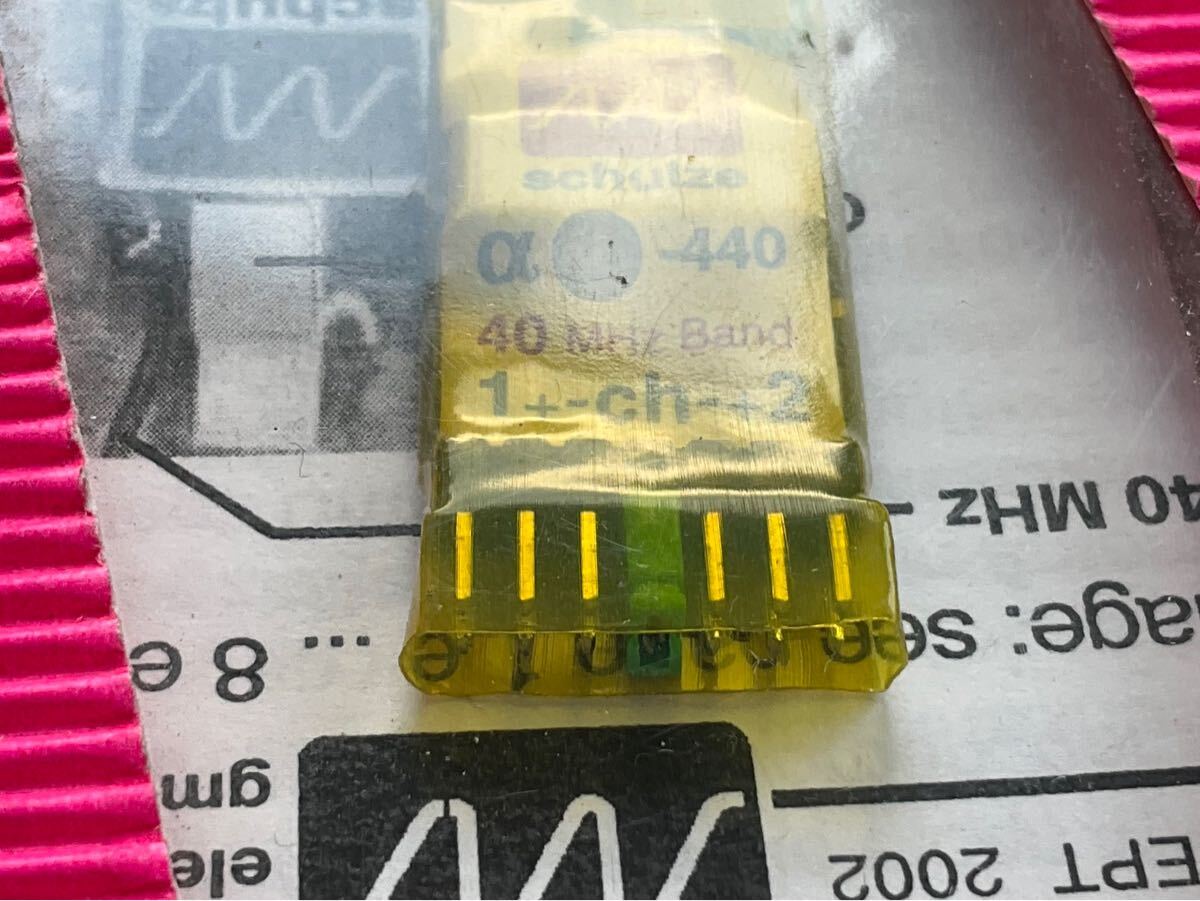 schulze
α -440
40 MHz Band
1+-ch-+2
40 MHz -
age: see
8 e ...
gm
ele
EPT 2002